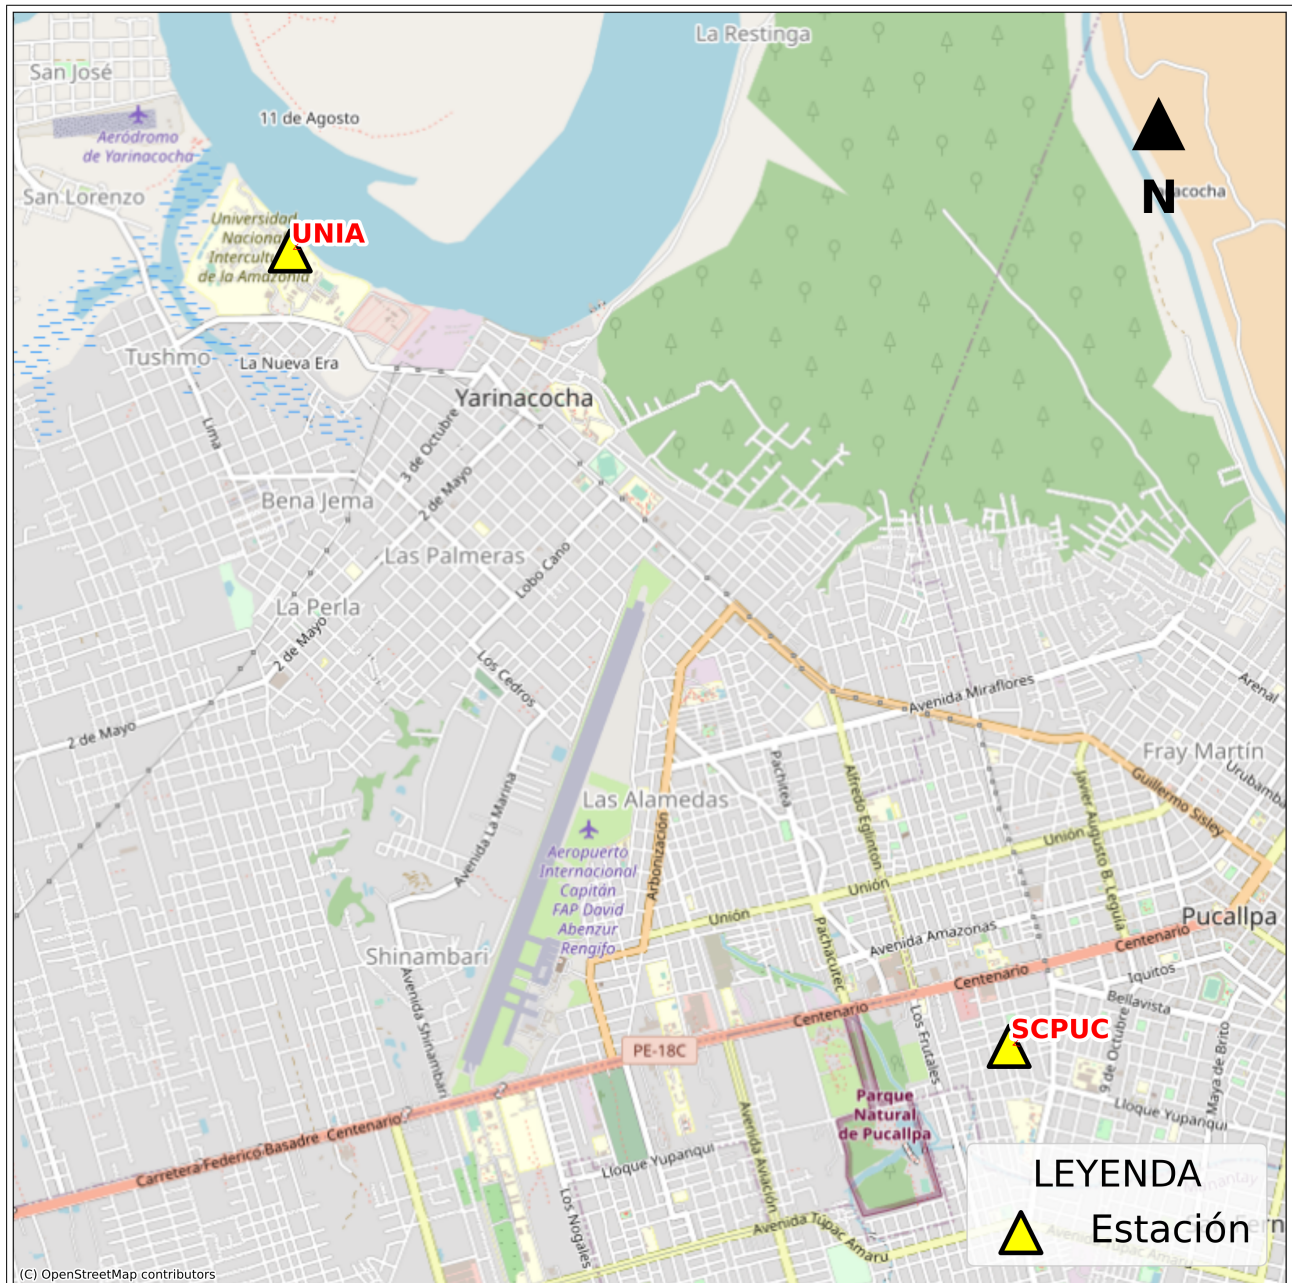 La Restinga
San José
Aeródromo
de Yarinacocha
11 de Agosto
San Lorenzo
N
Universidad
Nacional
de la Amazonía
UNIA
Tushmo
La Nueva Era
Yarinacocha
Lima
3 de Octubre
2 de Mayo
Bena Jema
Las Palmeras
Lobo Cano
La Perla
2 de Mayo
Los Cedros
2 de Mayo
Avenida Miraflores
Arenal
Fray Martín
Urubamba
Pachitea
Alfredo Eglinton
Javier Augusto B. Leguía
Guillermo Sisley
Las Alamedas
Avenida La Marina
Arborización
Aeropuerto
Internacional
Capitán
FAP David
Abenzur
Rengifo
Unión
Unión
Unión
Pucallpa
Pachacutec
Avenida Amazonas
Centenario
Shinambari
Avenida Shinambari
Centenario
Iquitos
Bellavista
Centenario
Los Frutales
SCPUC
9 de Octubre
Maya de Brito
PE-18C
Parque
Natural
de Pucallpa
Lloque Yupanqui
Carretera Federico Basadre
Centenario
Lloque Yupanqui
Avenida Aviación
Los Nogales
Avenida Túpac Amaru
LEYENDA
Estación
Manantay
Avenida Túpac Amaru
(C) OpenStreetMap contributors